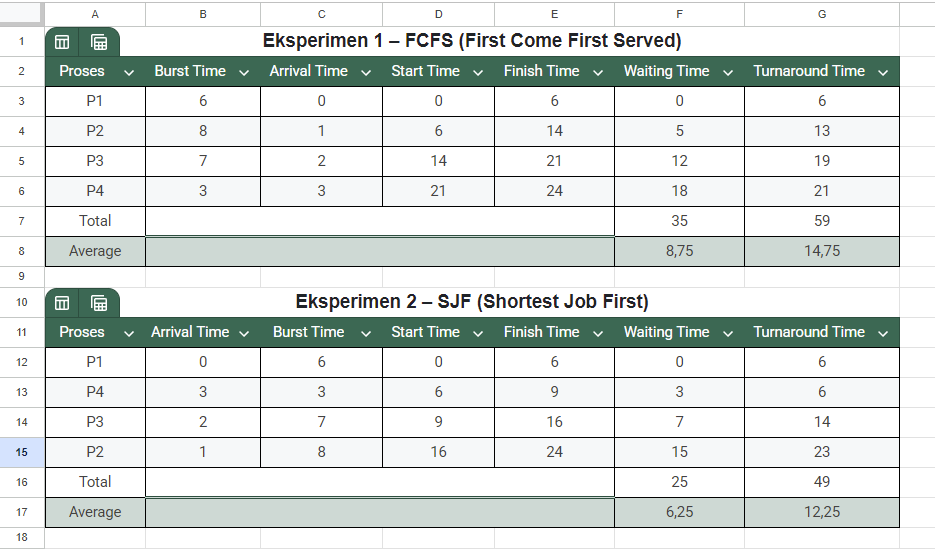 A B C D E F G
1 Eksperimen 1 – FCFS (First Come First Served)
2 Proses Burst Time Arrival Time Start Time Finish Time Waiting Time Turnaround Time
3 P1 6 0 0 6 0 6
4 P2 8 1 6 14 5 13
5 P3 7 2 14 21 12 19
6 P4 3 3 21 24 18 21
7 Total 35 59
8 Average 8,75 14,75
9
10 Eksperimen 2 – SJF (Shortest Job First)
11 Proses Arrival Time Burst Time Start Time Finish Time Waiting Time Turnaround Time
12 P1 0 6 0 6 0 6
13 P4 3 3 6 9 3 6
14 P3 2 7 9 16 7 14
15 P2 1 8 16 24 15 23
16 Total 25 49
17 Average 6,25 12,25
18